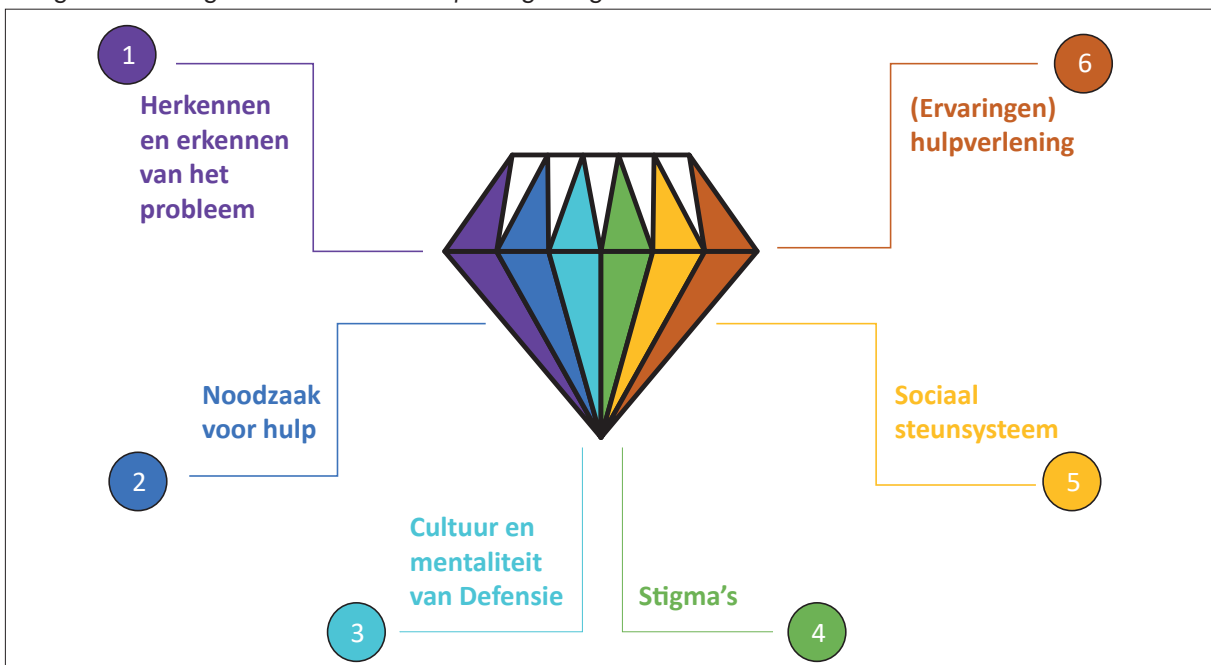 1
Herkennen
en erkennen
van het
probleem
2
Noodzaak
voor hulp
3
Cultuur en
mentaliteit
van Defensie
4
Stigma's
5
Sociaal
steunsysteem
6
(Ervaringen)
hulpverlening